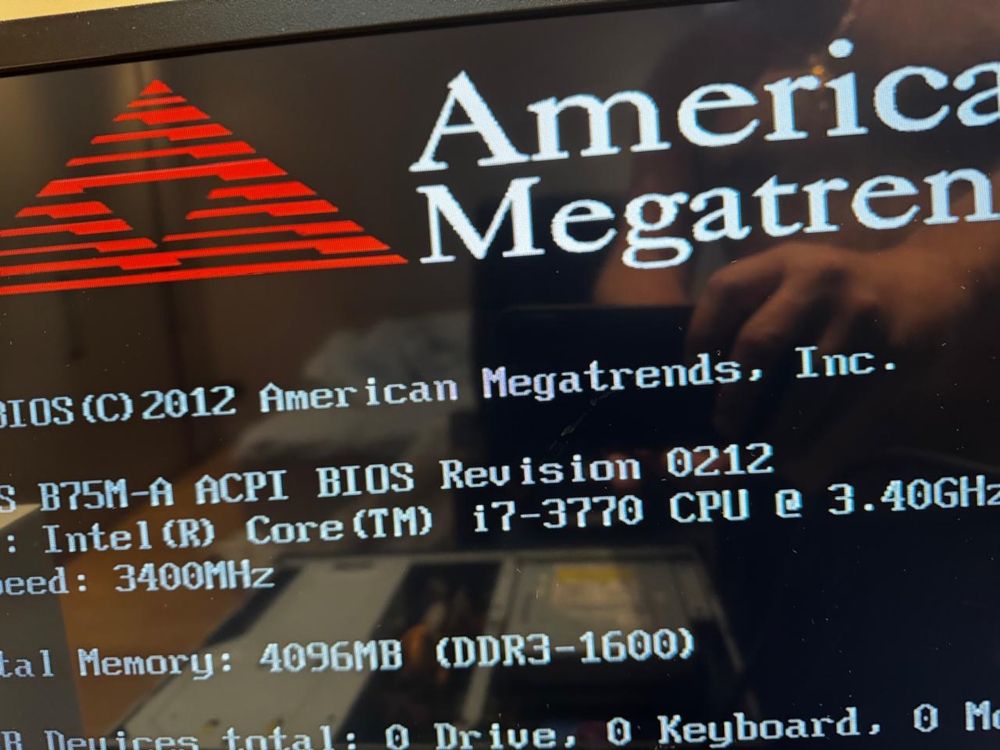 America
Megatren
BIOS(C)2012 American Megatrends, Inc.
S B75M-A ACPI BIOS Revision 0212
: Intel(R) Core(TM) i7-3770 CPU @ 3.40GHz
peed: 3400MHz
tal Memory: 4096MB (DDR3-1600)
B Devices total: 0 Drive, 0 Keyboard, 0 Mo